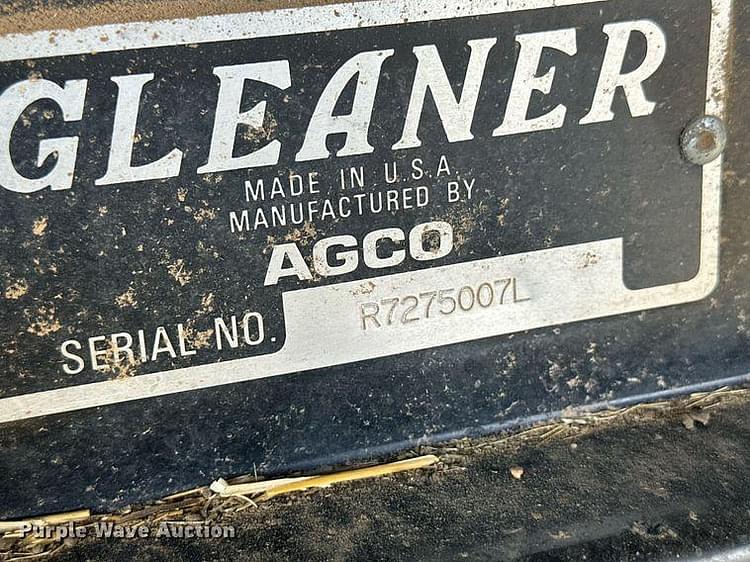 GLEANER
MADE IN U.S.A.
MANUFACTURED BY
AGCO
SERIAL NO. R7275007L
Purple Wave Auction